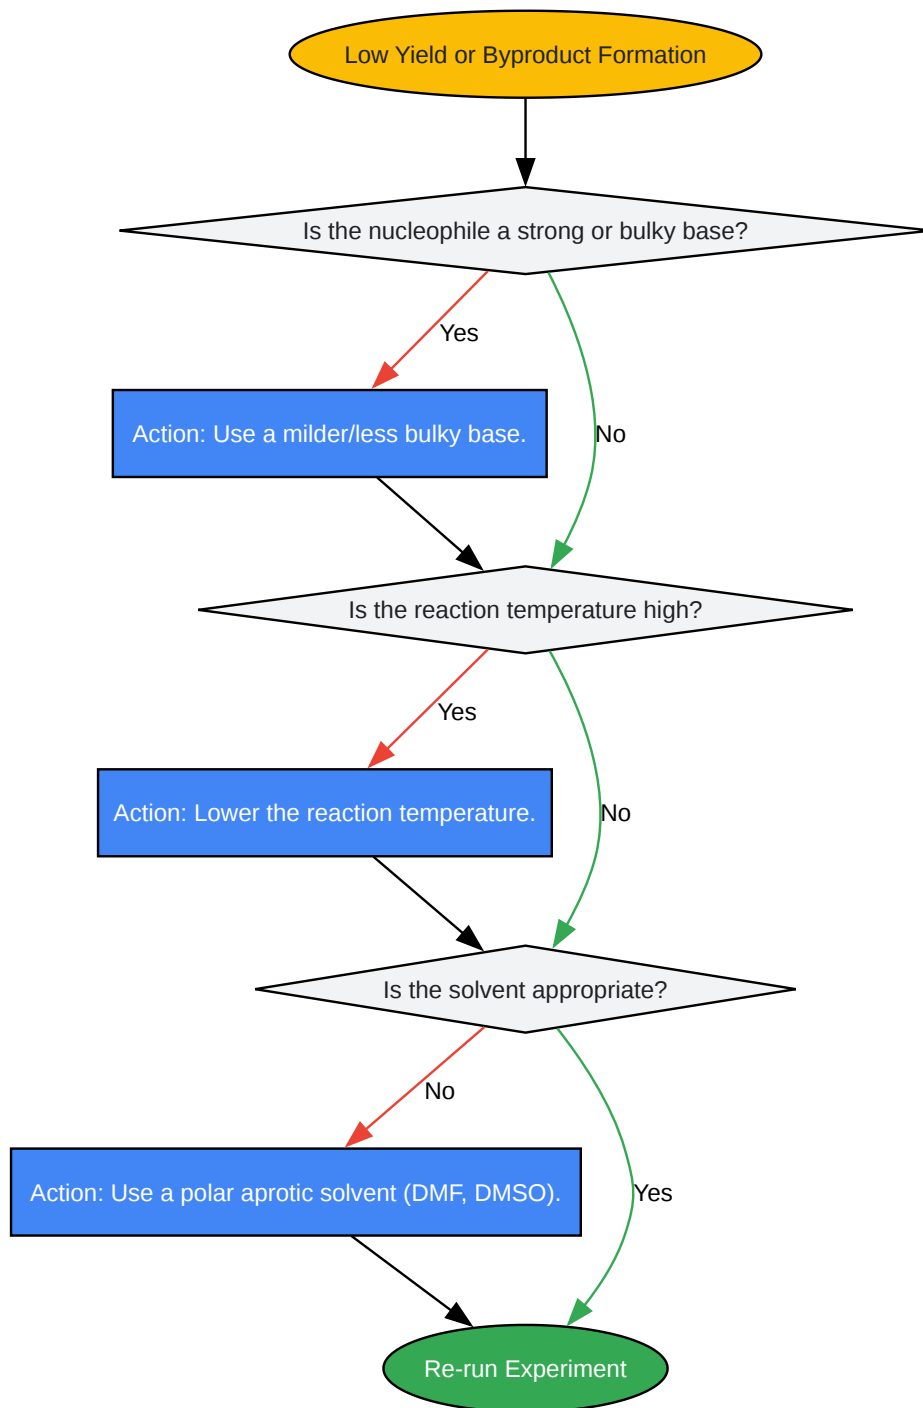 Low Yield or Byproduct Formation
Is the nucleophile a strong or bulky base?
Yes
Action: Use a milder/less bulky base.
No
Is the reaction temperature high?
Yes
Action: Lower the reaction temperature.
No
Is the solvent appropriate?
No
Action: Use a polar aprotic solvent (DMF, DMSO).
Yes
Re-run Experiment